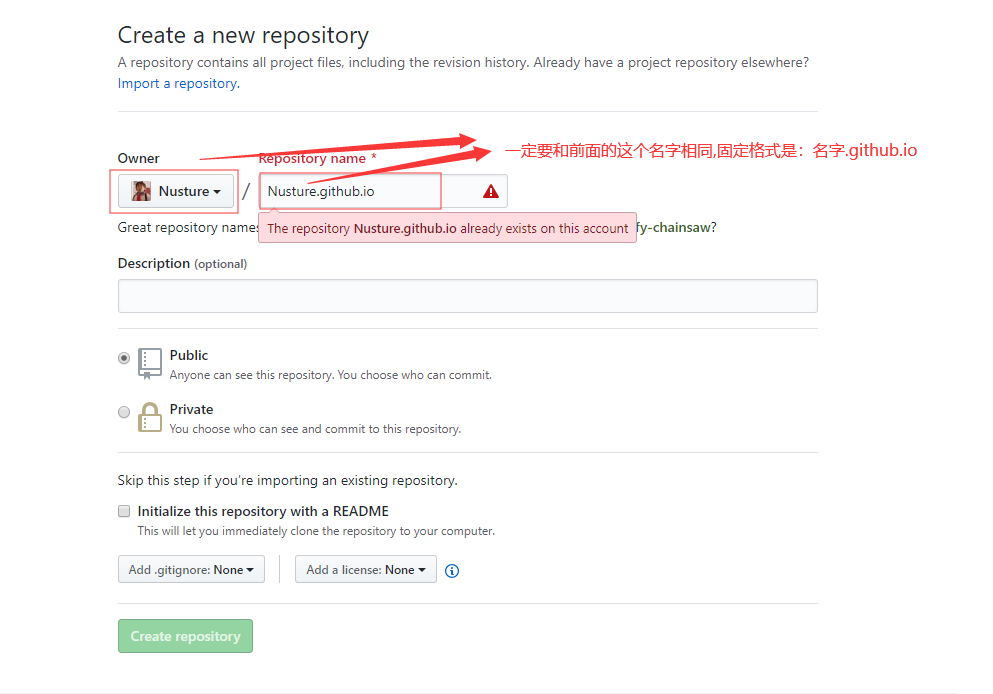 Create a new repository
A repository contains all project files, including the revision history. Already have a project repository elsewhere?
Import a repository.
Owner
Repository name *
一定要和前面的这个名字相同,固定格式是：名字.github.io
Nusture
/
Nusture.github.io
Great repository names
fy-chainsaw?
The repository Nusture.github.io already exists on this account
Description (optional)
Public
Anyone can see this repository. You choose who can commit.
Private
You choose who can see and commit to this repository.
Skip this step if you’re importing an existing repository.
Initialize this repository with a README
This will let you immediately clone the repository to your computer.
Add .gitignore: None
Add a license: None
Create repository